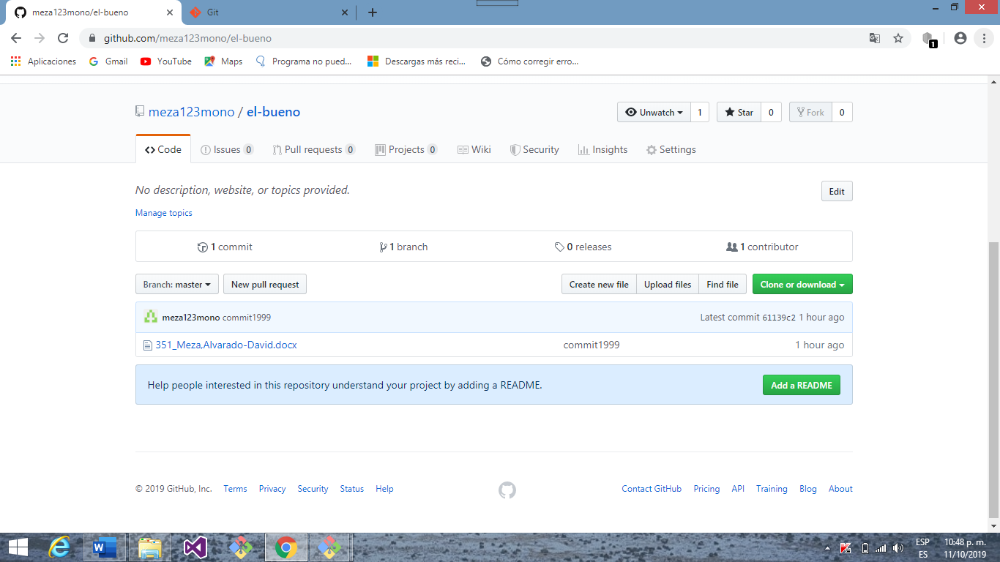 meza123mono/el-bueno
Git
github.com/meza123mono/el-bueno
1
Aplicaciones
Gmail
YouTube
Maps
Programa no pued...
Descargas más reci...
Cómo corregir erro...
meza123mono / el-bueno
Unwatch 1
Star 0
Fork 0
Code
Issues 0
Pull requests 0
Projects 0
Wiki
Security
Insights
Settings
No description, website, or topics provided.
Edit
Manage topics
1 commit
1 branch
0 releases
1 contributor
Branch: master
New pull request
Create new file
Upload files
Find file
Clone or download
meza123mono commit1999
Latest commit 61139c2 1 hour ago
351_Meza,Alvarado-David.docx
commit1999
1 hour ago
Help people interested in this repository understand your project by adding a README.
Add a README
© 2019 GitHub, Inc.
Terms
Privacy
Security
Status
Help
Contact GitHub
Pricing
API
Training
Blog
About
ESP
ES
10:48 p. m.
11/10/2019